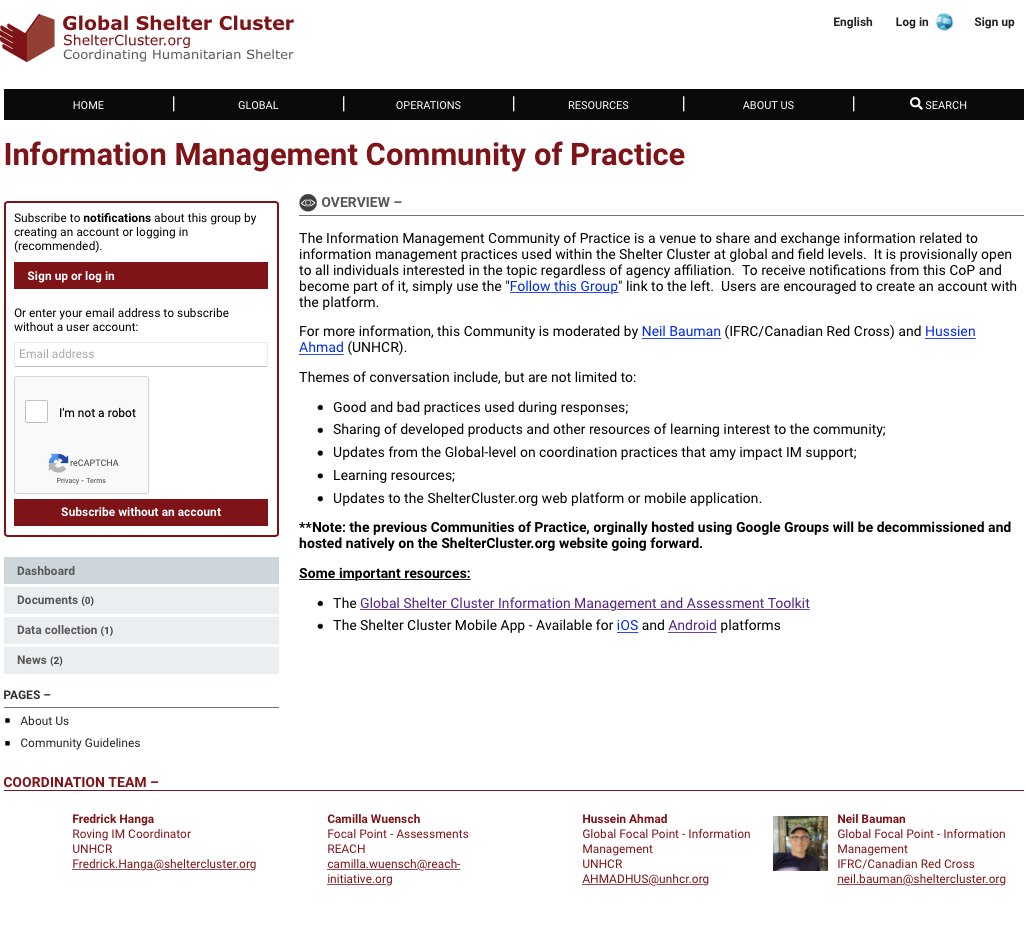 Global Shelter Cluster
ShelterCluster.org
Coordinating Humanitarian Shelter
English
Log in
Sign up
HOME
GLOBAL
OPERATIONS
RESOURCES
ABOUT US
SEARCH
Information Management Community of Practice
Subscribe to notifications about this group by
creating an account or logging in
(recommended).
Sign up or log in
Or enter your email address to subscribe
without a user account:
Email address
I'm not a robot
reCAPTCHA
Privacy - Terms
Subscribe without an account
Dashboard
Documents (0)
Data collection (1)
News (2)
PAGES –
About Us
Community Guidelines
OVERVIEW –
The Information Management Community of Practice is a venue to share and exchange information related to
information management practices used within the Shelter Cluster at global and field levels.  It is provisionally open
to all individuals interested in the topic regardless of agency affiliation.  To receive notifications from this CoP and
become part of it, simply use the "Follow this Group" link to the left.  Users are encouraged to create an account with
the platform.
For more information, this Community is moderated by Neil Bauman (IFRC/Canadian Red Cross) and Hussien
Ahmad (UNHCR).
Themes of conversation include, but are not limited to:
Good and bad practices used during responses;
Sharing of developed products and other resources of learning interest to the community;
Updates from the Global-level on coordination practices that amy impact IM support;
Learning resources;
Updates to the ShelterCluster.org web platform or mobile application.
**Note: the previous Communities of Practice, orginally hosted using Google Groups will be decommissioned and
hosted natively on the ShelterCluster.org website going forward.
Some important resources:
The Global Shelter Cluster Information Management and Assessment Toolkit
The Shelter Cluster Mobile App - Available for iOS and Android platforms
COORDINATION TEAM –
Fredrick Hanga
Roving IM Coordinator
UNHCR
Fredrick.Hanga@sheltercluster.org
Camilla Wuensch
Focal Point - Assessments
REACH
camilla.wuensch@reach-
initiative.org
Hussein Ahmad
Global Focal Point - Information
Management
UNHCR
AHMADHUS@unhcr.org
Neil Bauman
Global Focal Point - Information
Management
IFRC/Canadian Red Cross
neil.bauman@sheltercluster.org